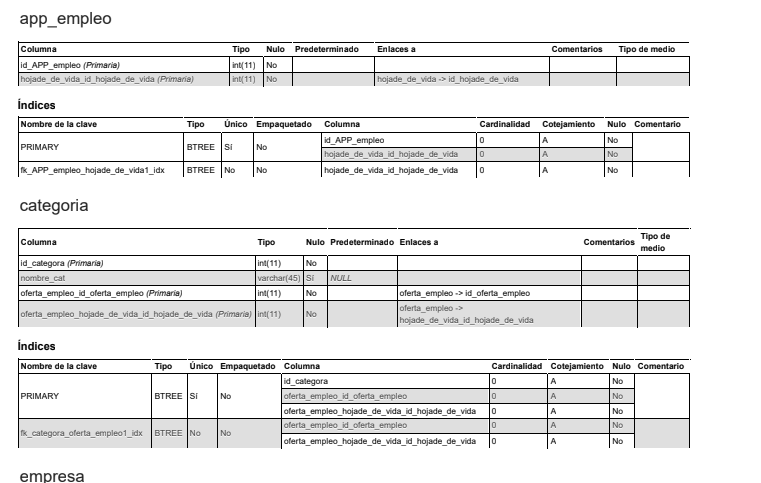 app_empleo
Columna Tipo Nulo Predeterminado Enlaces a Comentarios Tipo de medio
id_APP_empleo (Primaria) int(11) No
hojade_de_vida_id_hojade_de_vida (Primaria) int(11) No hojade_de_vida -> id_hojade_de_vida
Índices
Nombre de la clave Tipo Único Empaquetado Columna Cardinalidad Cotejamiento Nulo Comentario
PRIMARY BTREE Sí No id_APP_empleo 0 A No
hojade_de_vida_id_hojade_de_vida 0 A No
fk_APP_empleo_hojade_de_vida1_idx BTREE No No hojade_de_vida_id_hojade_de_vida 0 A No
categoria
Columna Tipo Nulo Predeterminado Enlaces a Comentarios Tipo de medio
id_categora (Primaria) int(11) No
nombre_cat varchar(45) Sí NULL
oferta_empleo_id_oferta_empleo (Primaria) int(11) No oferta_empleo -> id_oferta_empleo
oferta_empleo_hojade_de_vida_id_hojade_de_vida (Primaria) int(11) No oferta_empleo ->
hojade_de_vida_id_hojade_de_vida
Índices
Nombre de la clave Tipo Único Empaquetado Columna Cardinalidad Cotejamiento Nulo Comentario
PRIMARY BTREE Sí No id_categora 0 A No
oferta_empleo_id_oferta_empleo 0 A No
oferta_empleo_hojade_de_vida_id_hojade_de_vida 0 A No
fk_categora_oferta_empleo1_idx BTREE No No oferta_empleo_id_oferta_empleo 0 A No
oferta_empleo_hojade_de_vida_id_hojade_de_vida 0 A No
empresa